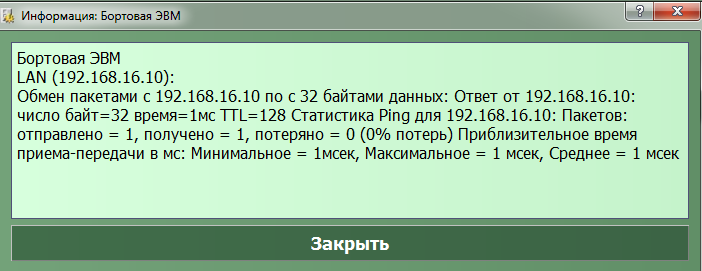 Информация: Бортовая ЭВМ
Бортовая ЭВМ
LAN (192.168.16.10):
Обмен пакетами с 192.168.16.10 по с 32 байтами данных: Ответ от 192.168.16.10:
число байт=32 время=1мс TTL=128 Статистика Ping для 192.168.16.10: Пакетов:
отправлено = 1, получено = 1, потеряно = 0 (0% потерь) Приблизительное время
приема-передачи в мс: Минимальное = 1мсек, Максимальное = 1 мсек, Среднее = 1 мсек
Закрыть